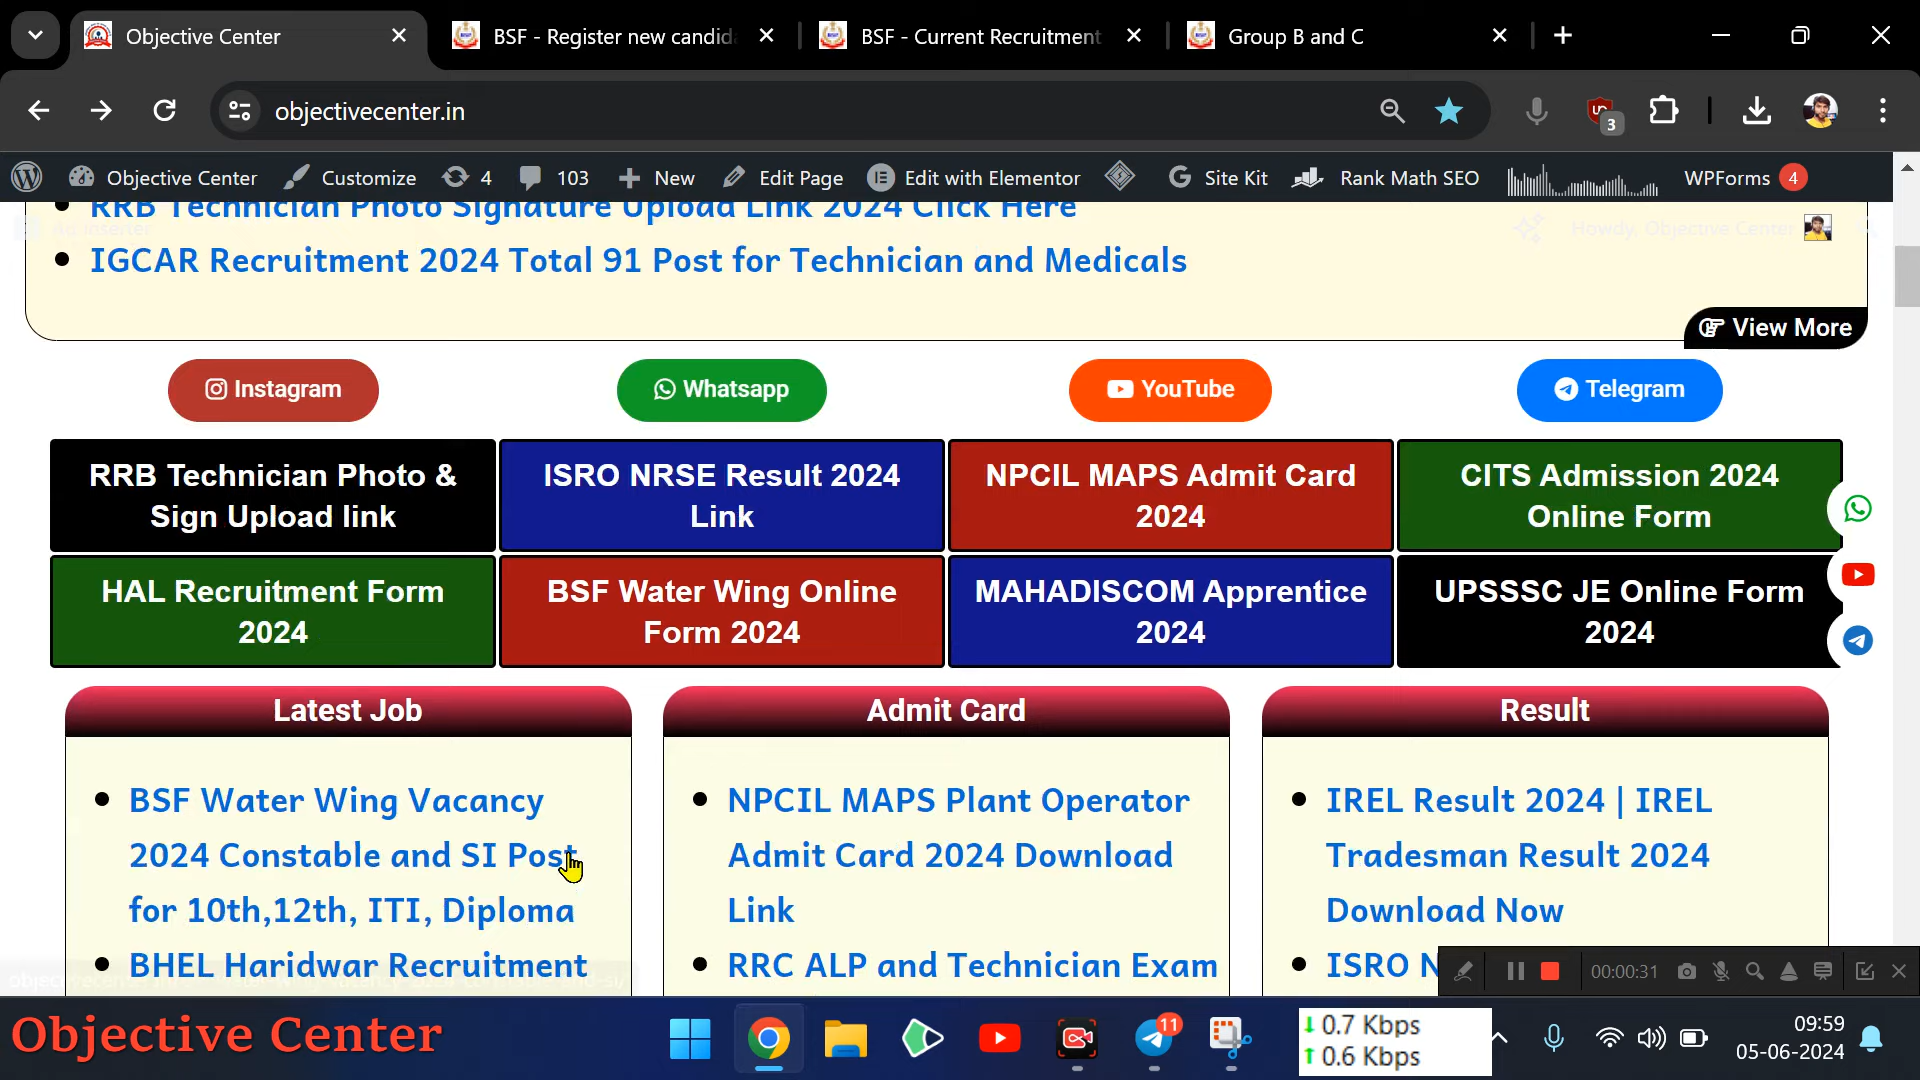 Objective Center
BSF - Register new candid
BSF - Current Recruitment
Group B and C
objectivecenter.in
3
Objective Center
Customize
4
103
New
Edit Page
Edit with Elementor
Site Kit
Rank Math SEO
WPForms 4
RRB Technician Photo Signature Upload Link 2024 Click Here
Howdy, Objective Center
IGCAR Recruitment 2024 Total 91 Post for Technician and Medicals
View More
Instagram
Whatsapp
YouTube
Telegram
RRB Technician Photo &
Sign Upload link
ISRO NRSE Result 2024
Link
NPCIL MAPS Admit Card
2024
CITS Admission 2024
Online Form
HAL Recruitment Form
2024
BSF Water Wing Online
Form 2024
MAHADISCOM Apprentice
2024
UPSSSC JE Online Form
2024
Latest Job
BSF Water Wing Vacancy
2024 Constable and SI Post
for 10th,12th, ITI, Diploma
BHEL Haridwar Recruitment
Admit Card
NPCIL MAPS Plant Operator
Admit Card 2024 Download
Link
RRC ALP and Technician Exam
Result
IREL Result 2024 | IREL
Tradesman Result 2024
Download Now
ISRO N
00:00:31
Objective Center
11
0.7 Kbps
0.6 Kbps
09:59
05-06-2024